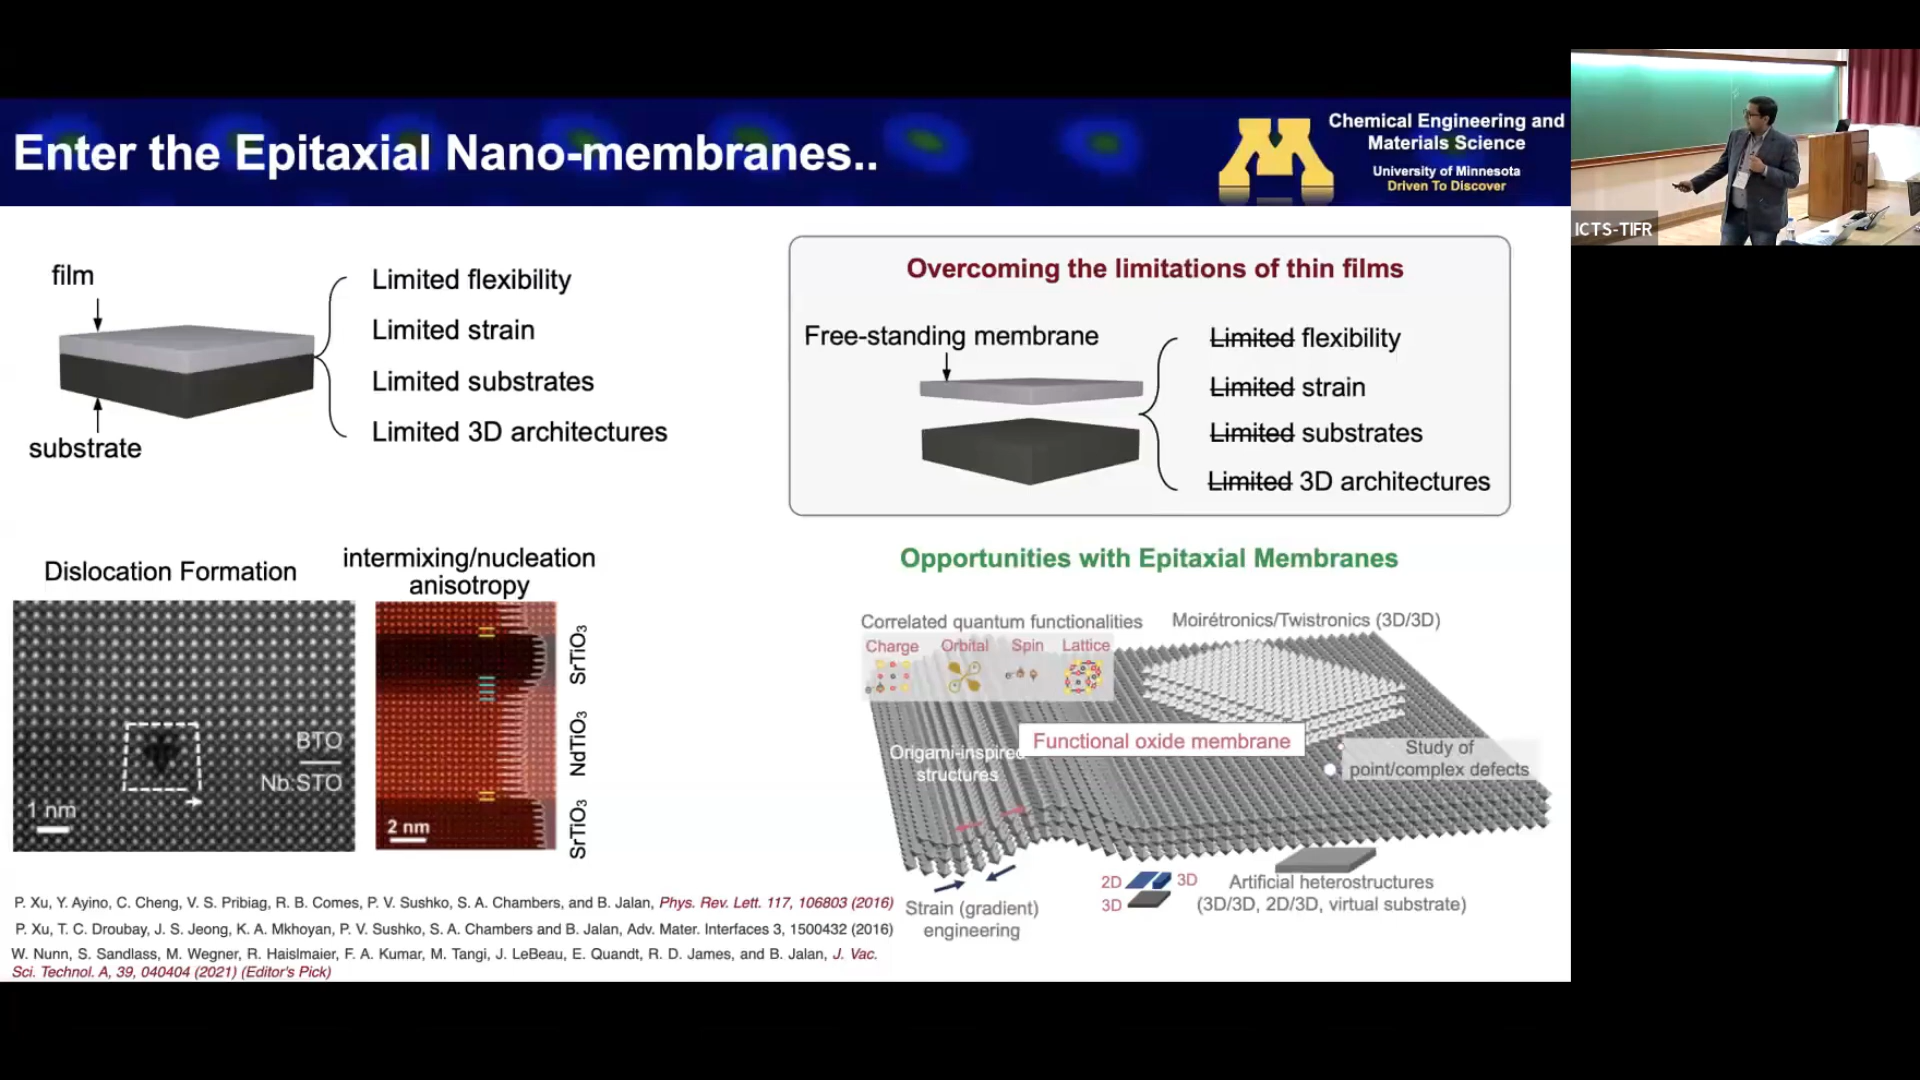 Enter the Epitaxial Nano-membranes..
Chemical Engineering and
Materials Science
University of Minnesota
Driven To Discover
ICTS-TIFR
film
substrate
Limited flexibility
Limited strain
Limited substrates
Limited 3D architectures
Overcoming the limitations of thin films
Free-standing membrane
Limited flexibility
Limited strain
Limited substrates
Limited 3D architectures
Dislocation Formation
BTO
Nb:STO
1 nm
intermixing/nucleation
anisotropy
2 nm
SrTiO3
NdTiO3
SrTiO3
Opportunities with Epitaxial Membranes
Correlated quantum functionalities
Charge Orbital Spin Lattice
Moirétronics/Twistronics (3D/3D)
Functional oxide membrane
Origami-inspired
structures
Study of
point/complex defects
Strain (gradient)
engineering
2D 3D
3D
Artificial heterostructures
(3D/3D, 2D/3D, virtual substrate)
P. Xu, Y. Ayino, C. Cheng, V. S. Pribiag, R. B. Comes, P. V. Sushko, S. A. Chambers, and B. Jalan, Phys. Rev. Lett. 117, 106803 (2016)
P. Xu, T. C. Droubay, J. S. Jeong, K. A. Mkhoyan, P. V. Sushko, S. A. Chambers and B. Jalan, Adv. Mater. Interfaces 3, 1500432 (2016)
W. Nunn, S. Sandlass, M. Wegner, R. Haislmaier, F. A. Kumar, M. Tangi, J. LeBeau, E. Quandt, R. D. James, and B. Jalan, J. Vac.
Sci. Technol. A, 39, 040404 (2021) (Editor's Pick)